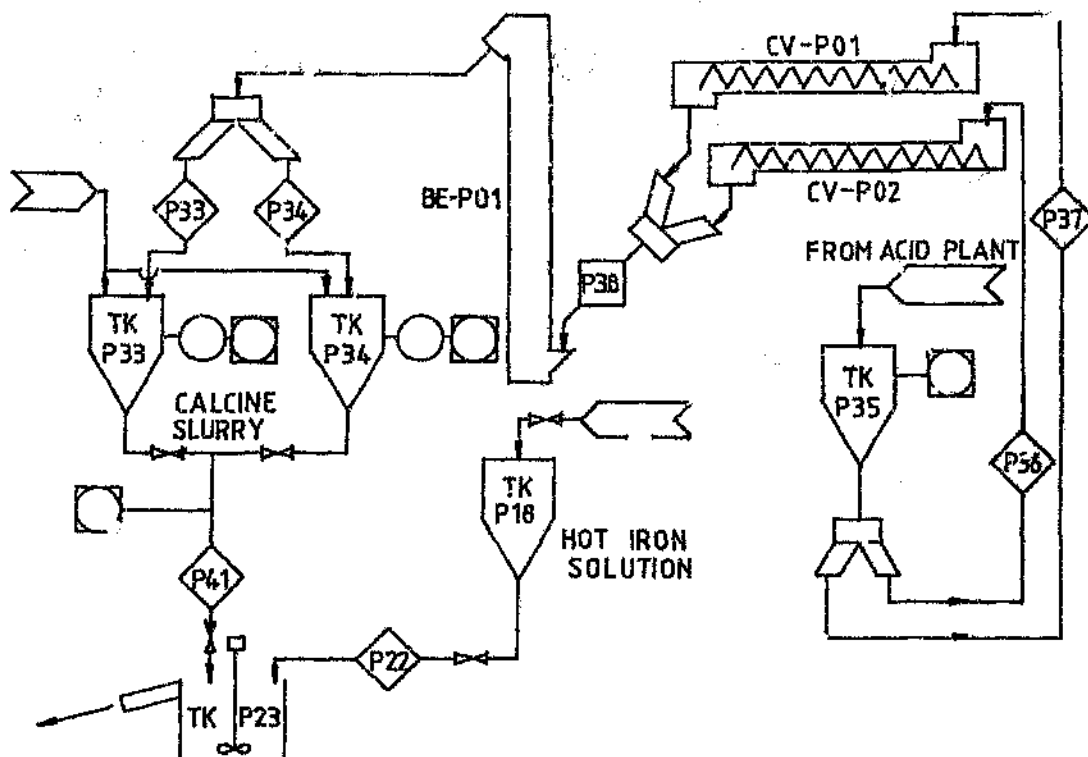 CV-P01
CV-P02
BE-P01
P33
P34
P37
P38
FROM ACID PLANT
TK
P33
TK
P34
TK
P35
CALCINE
SLURRY
P56
TK
P18
HOT IRON
SOLUTION
P41
P22
TK P23